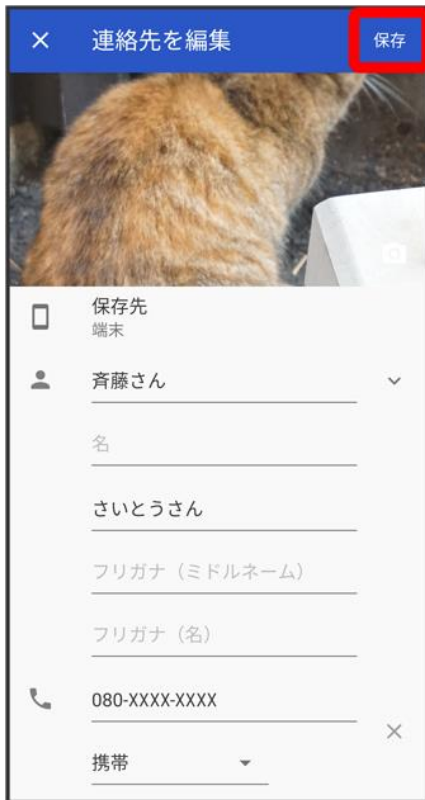 連絡先を編集 保存
保存先
端末
斉藤さん
名
さいとうさん
フリガナ（ミドルネーム）
フリガナ（名）
080-XXXX-XXXX
携帯